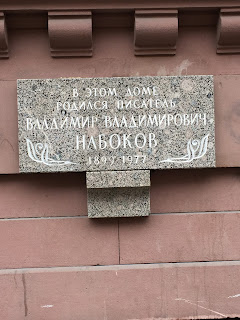 В ЭТОМ ДОМЕ
РОДИЛСЯ ПИСАТЕЛЬ
ВЛАДИМИР ВЛАДИМИРОВИЧ
НАБОКОВ
1899-1977